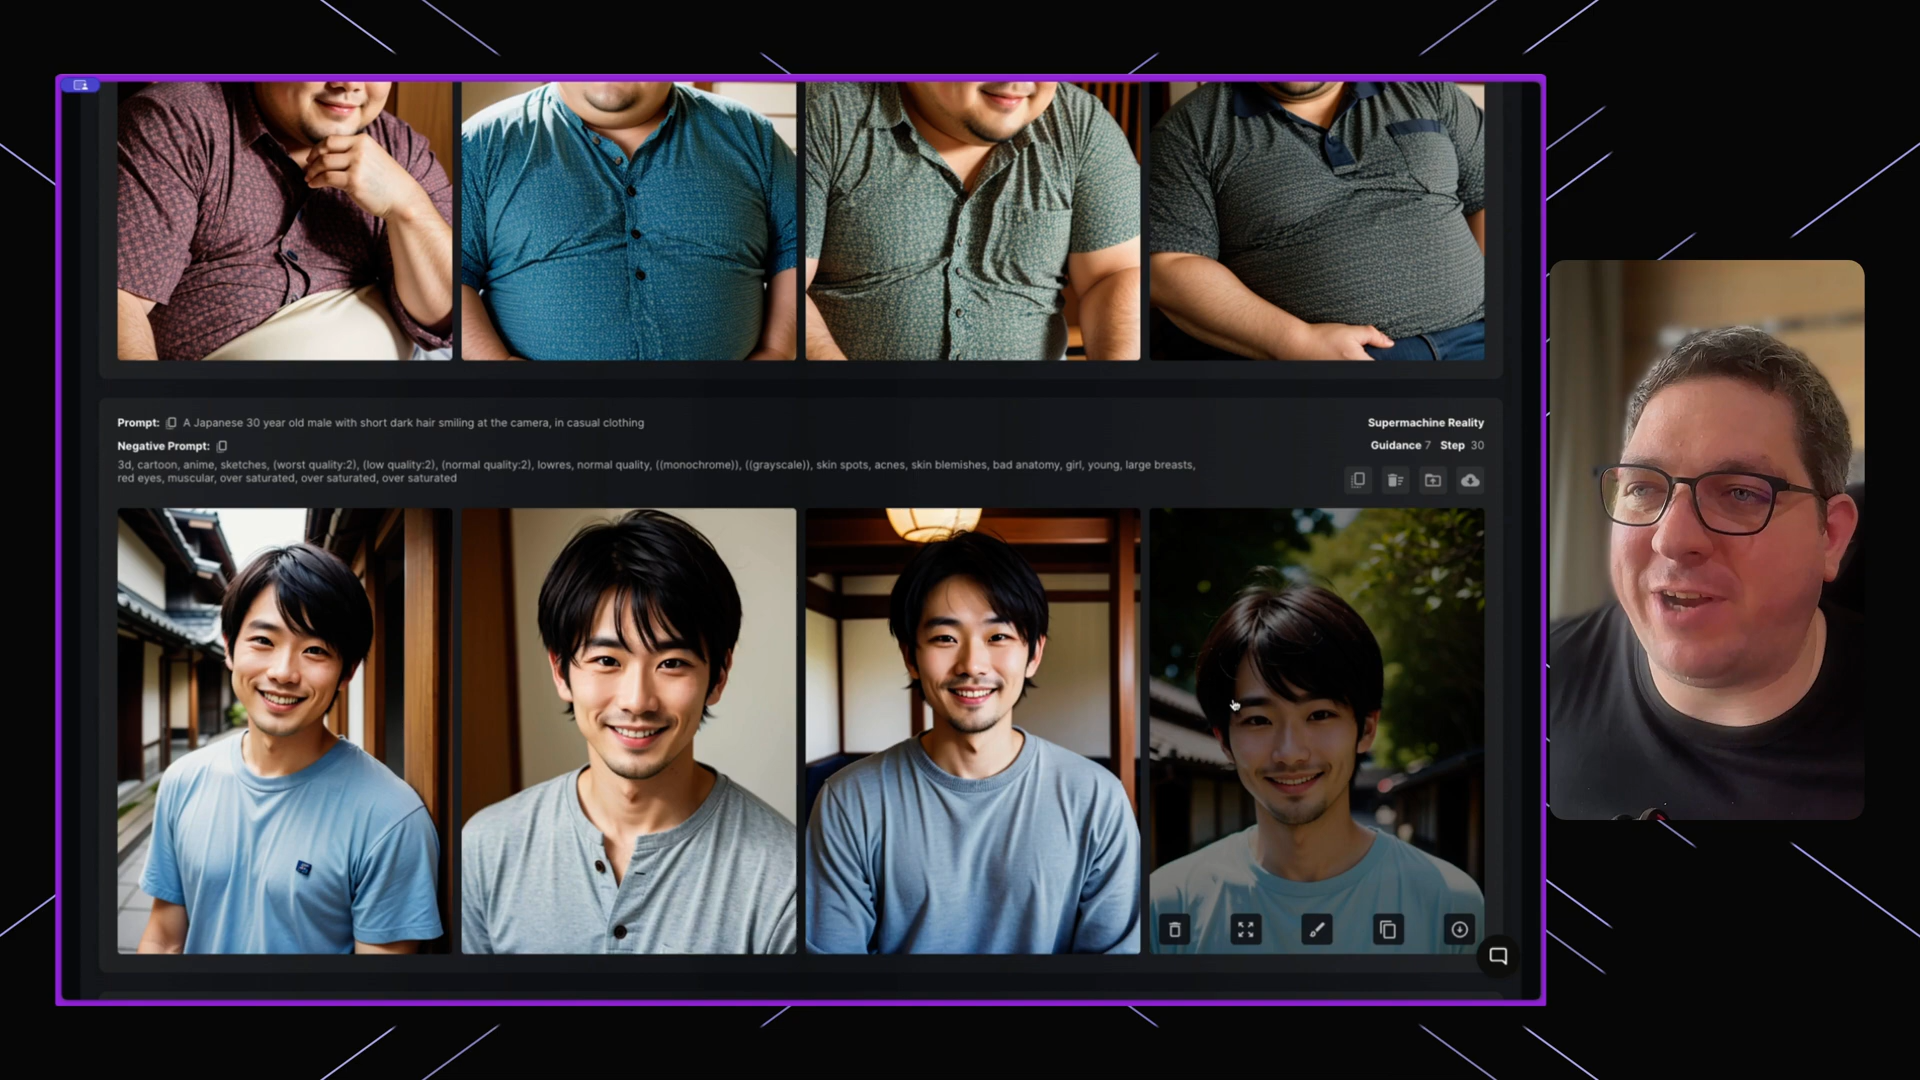 Prompt: A Japanese 30 year old male with short dark hair smiling at the camera, in casual clothing
Supermachine Reality
Negative Prompt:
Guidance 7 Step 30
3d, cartoon, anime, sketches, (worst quality:2), (low quality:2), (normal quality:2), lowres, normal quality, ((monochrome)), ((grayscale)), skin spots, acnes, skin blemishes, bad anatomy, girl, young, large breasts,
red eyes, muscular, over saturated, over saturated, over saturated